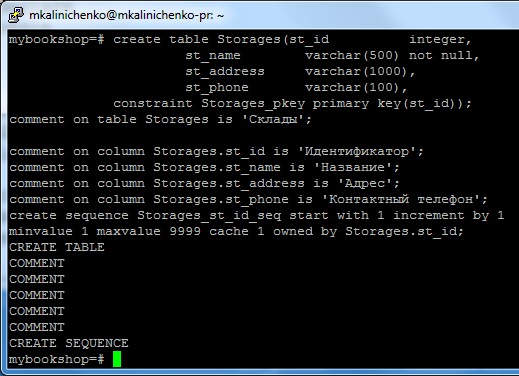 mkalinichenko@mkalinichenko-pr: ~
mybookshop=# create table Storages(st_id         integer,
                      st_name        varchar(500) not null,
                      st_address     varchar(1000),
                      st_phone       varchar(100),
             constraint Storages_pkey primary key(st_id));
comment on table Storages is 'Склады';

comment on column Storages.st_id is 'Идентификатор';
comment on column Storages.st_name is 'Название';
comment on column Storages.st_address is 'Адрес';
comment on column Storages.st_phone is 'Контактный телефон';
create sequence Storages_st_id_seq start with 1 increment by 1
minvalue 1 maxvalue 9999 cache 1 owned by Storages.st_id;
CREATE TABLE
COMMENT
COMMENT
COMMENT
COMMENT
COMMENT
CREATE SEQUENCE
mybookshop=#